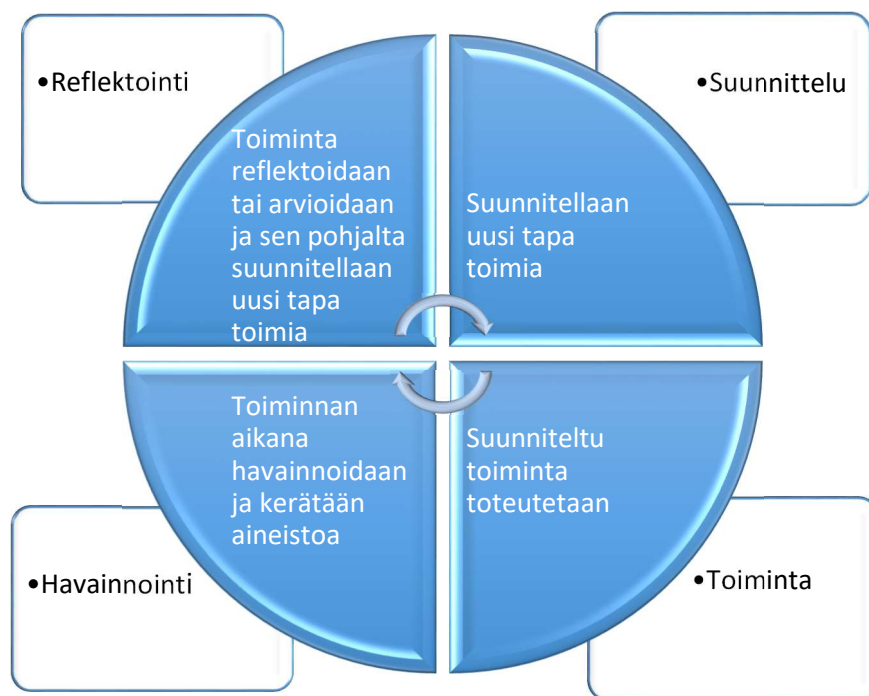 •Reflektointi
Toiminta
reflektoidaan
tai arvioidaan
ja sen pohjalta
suunnitellaan
uusi tapa
toimia
•Suunnittelu
Suunnitellaan
uusi tapa
toimia
Toiminnan
aikana
havainnoidaan
ja kerätään
aineistoa
•Havainnointi
Suunniteltu
toiminta
toteutetaan
•Toiminta